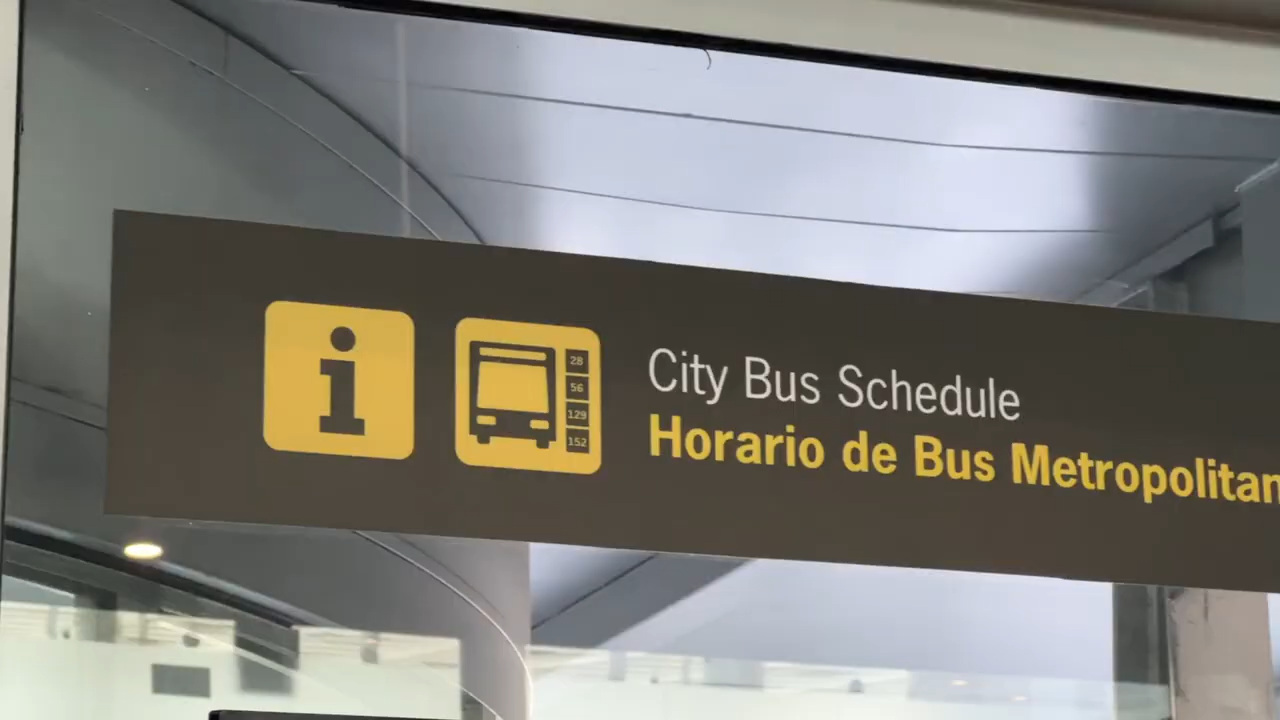 i
28
56
129
152
City Bus Schedule
Horario de Bus Metropolitan